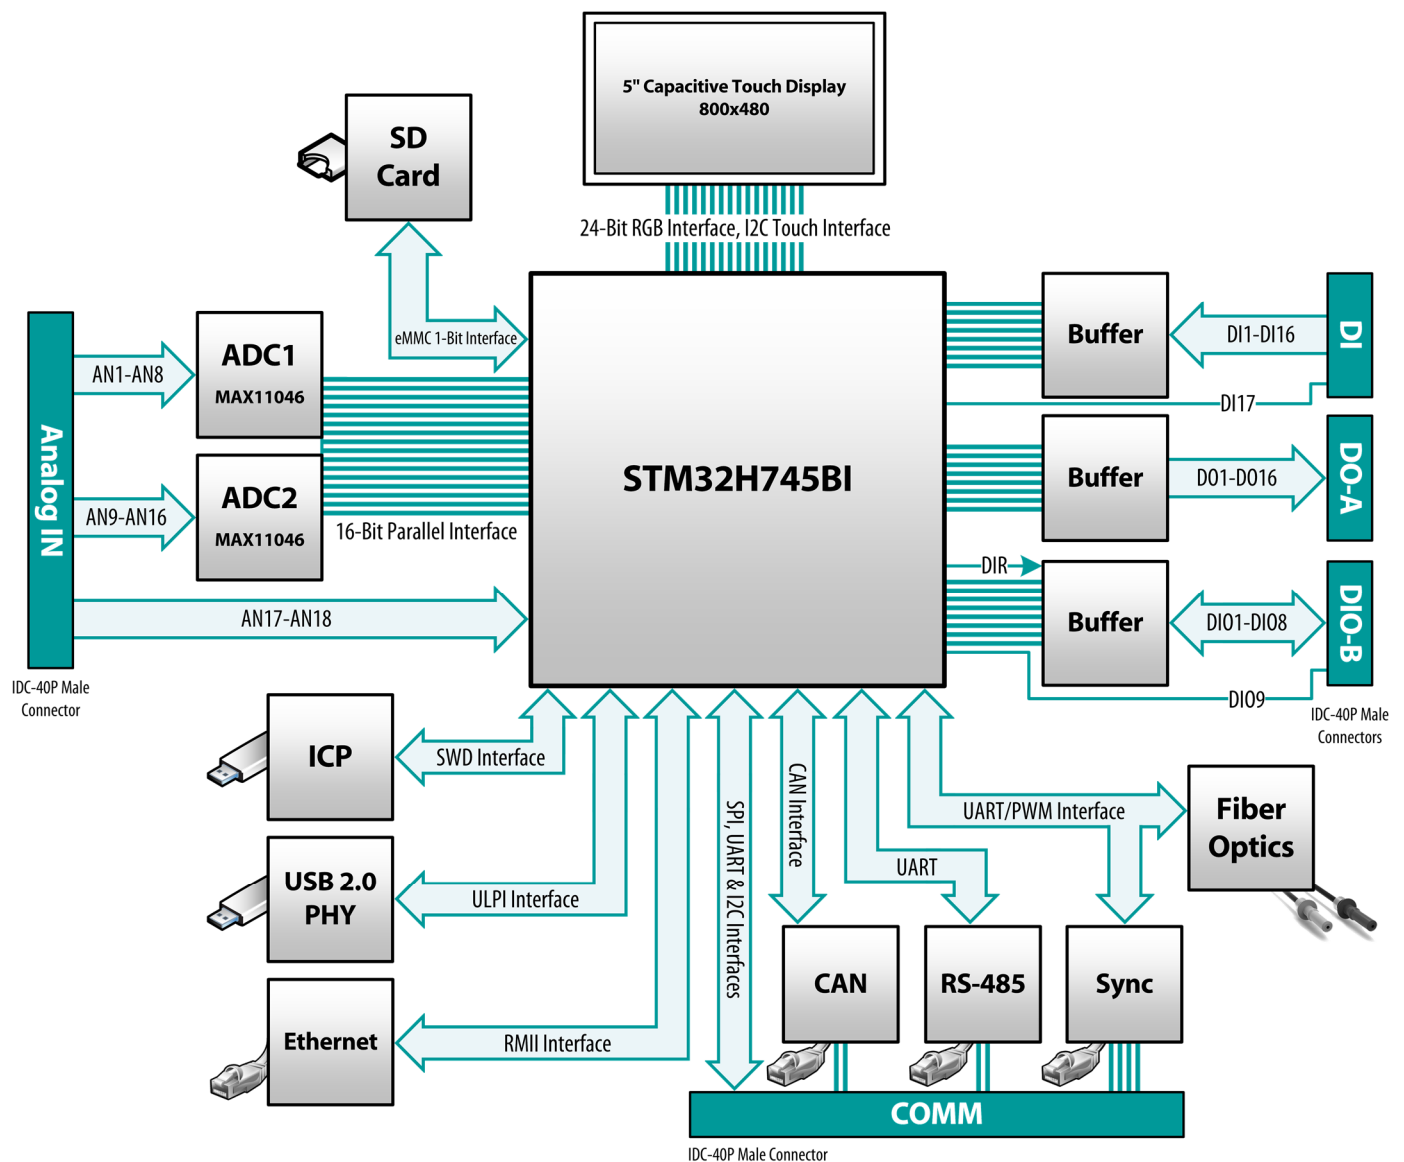 5" Capacitive Touch Display
800x480
SD
Card
24-Bit RGB Interface, I2C Touch Interface
eMMC 1-Bit Interface
Analog IN
AN1-AN8
ADC1
MAX11046
AN9-AN16
ADC2
MAX11046
16-Bit Parallel Interface
AN17-AN18
IDC-40P Male
Connector
STM32H745BI
Buffer
DI1-DI16
DI
DI17
Buffer
DO1-DO16
DO-A
DIR
Buffer
DIO1-DIO8
DIO-B
DIO9
IDC-40P Male
Connectors
ICP
SWD Interface
USB 2.0
PHY
ULPI Interface
Ethernet
RMII Interface
SPI, UART & I2C Interfaces
CAN Interface
UART
UART/PWM Interface
Fiber
Optics
CAN
RS-485
Sync
COMM
IDC-40P Male Connector